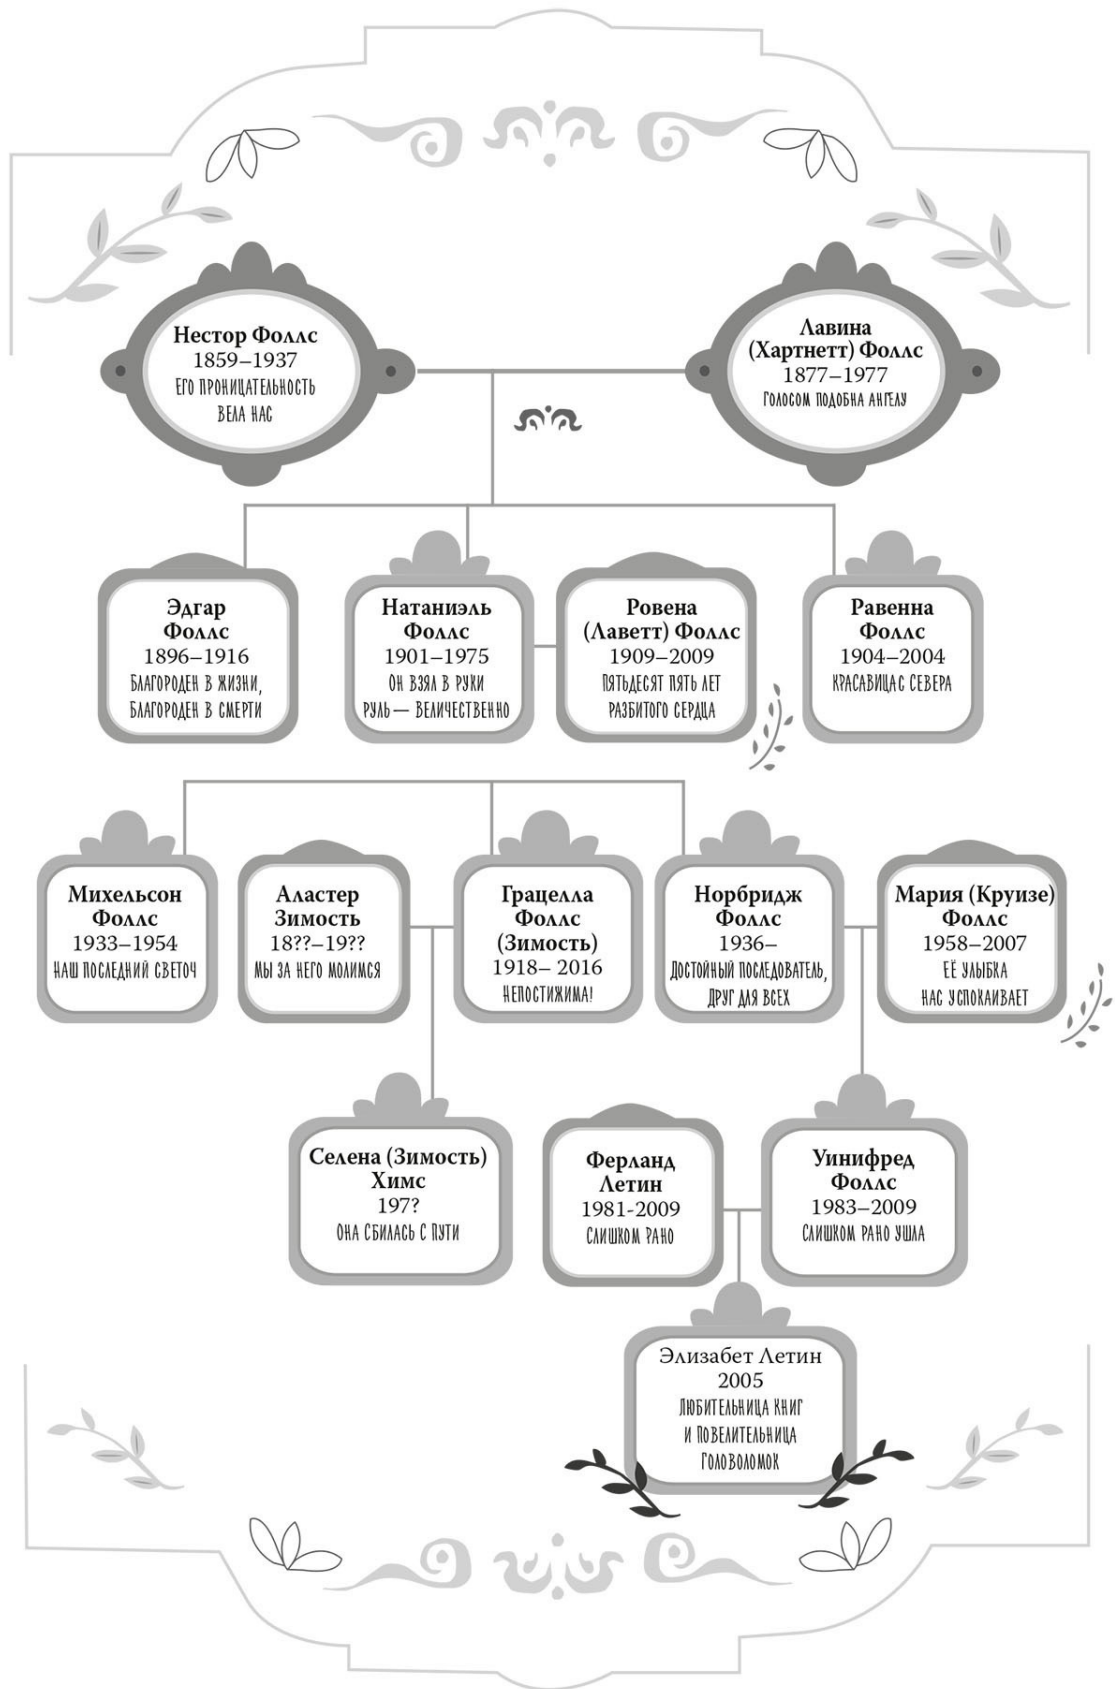 Нестор Фоллс
1859–1937
Его проницательность
вела нас
Лавина
(Хартнетт) Фоллс
1877–1977
Голосом подобна ангелу
Эдгар
Фоллс
1896–1916
Благороден в жизни,
благороден в смерти
Натаниэль
Фоллс
1901–1975
Он взял в руки
руль — Величественно
Ровена
(Лаветт) Фоллс
1909–2009
Пятьдесят пять лет
разбитого сердца
Равенна
Фоллс
1904–2004
Красавица с севера
Михельсон
Фоллс
1933–1954
Наш последний светоч
Аластер
Зимость
18??–19??
Мы за него молимся
Грацелла
Фоллс
(Зимость)
1918– 2016
Непостижима!
Норбридж
Фоллс
1936–
Достойный последователь,
друг для всех
Мария (Круизе)
Фоллс
1958–2007
Её улыбка
нас успокаивает
Селена (Зимость)
Химс
197?
Она сбилась с пути
Ферланд
Летин
1981-2009
Слишком рано
Уинифред
Фоллс
1983–2009
Слишком рано ушла
Элизабет Летин
2005
Любительница книг
и повелительница
головоломок